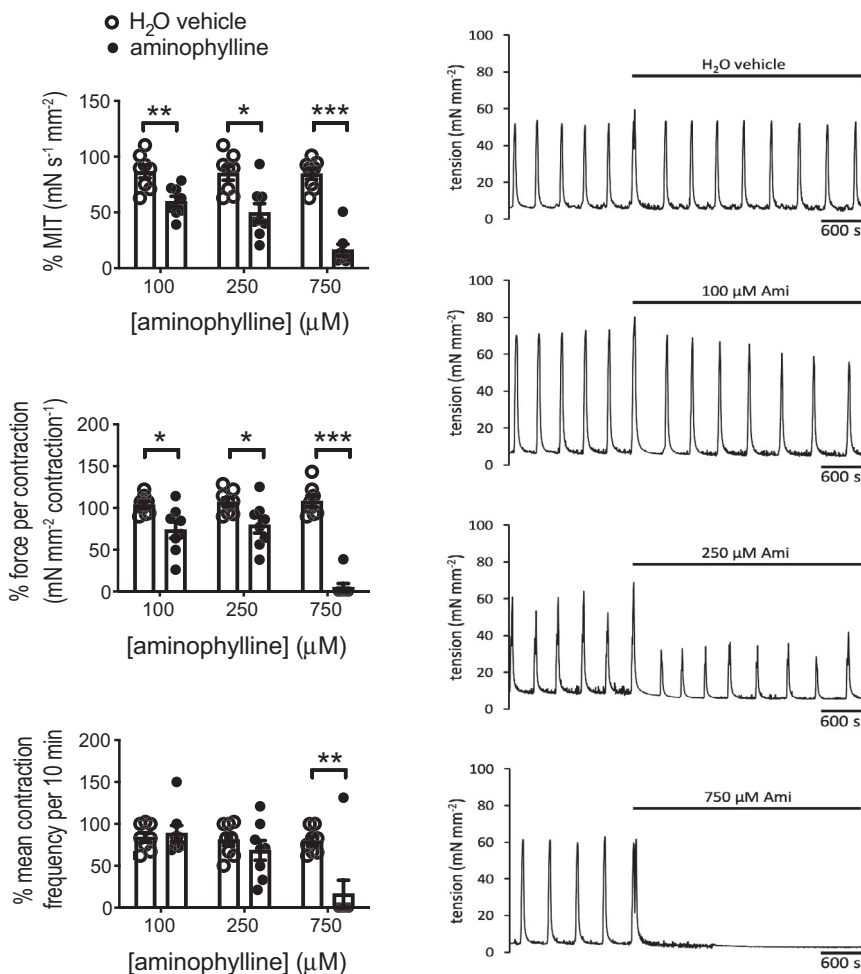 H₂O vehicle
aminophylline
% MIT (mN s⁻¹ mm⁻²)
150
100
50
0
** * ***
100 250 750
[aminophylline] (μM)
% force per contraction
(mN mm⁻² contraction⁻¹)
200
150
100
50
0
* * ***
100 250 750
[aminophylline] (μM)
% mean contraction
frequency per 10 min
200
150
100
50
0
**
100 250 750
[aminophylline] (μM)
tension (mN mm⁻²)
100
80
60
40
20
0
H₂O vehicle
600 s
tension (mN mm⁻²)
100
80
60
40
20
0
100 μM Ami
600 s
tension (mN mm⁻²)
100
80
60
40
20
0
250 μM Ami
600 s
tension (mN mm⁻²)
100
80
60
40
20
0
750 μM Ami
600 s